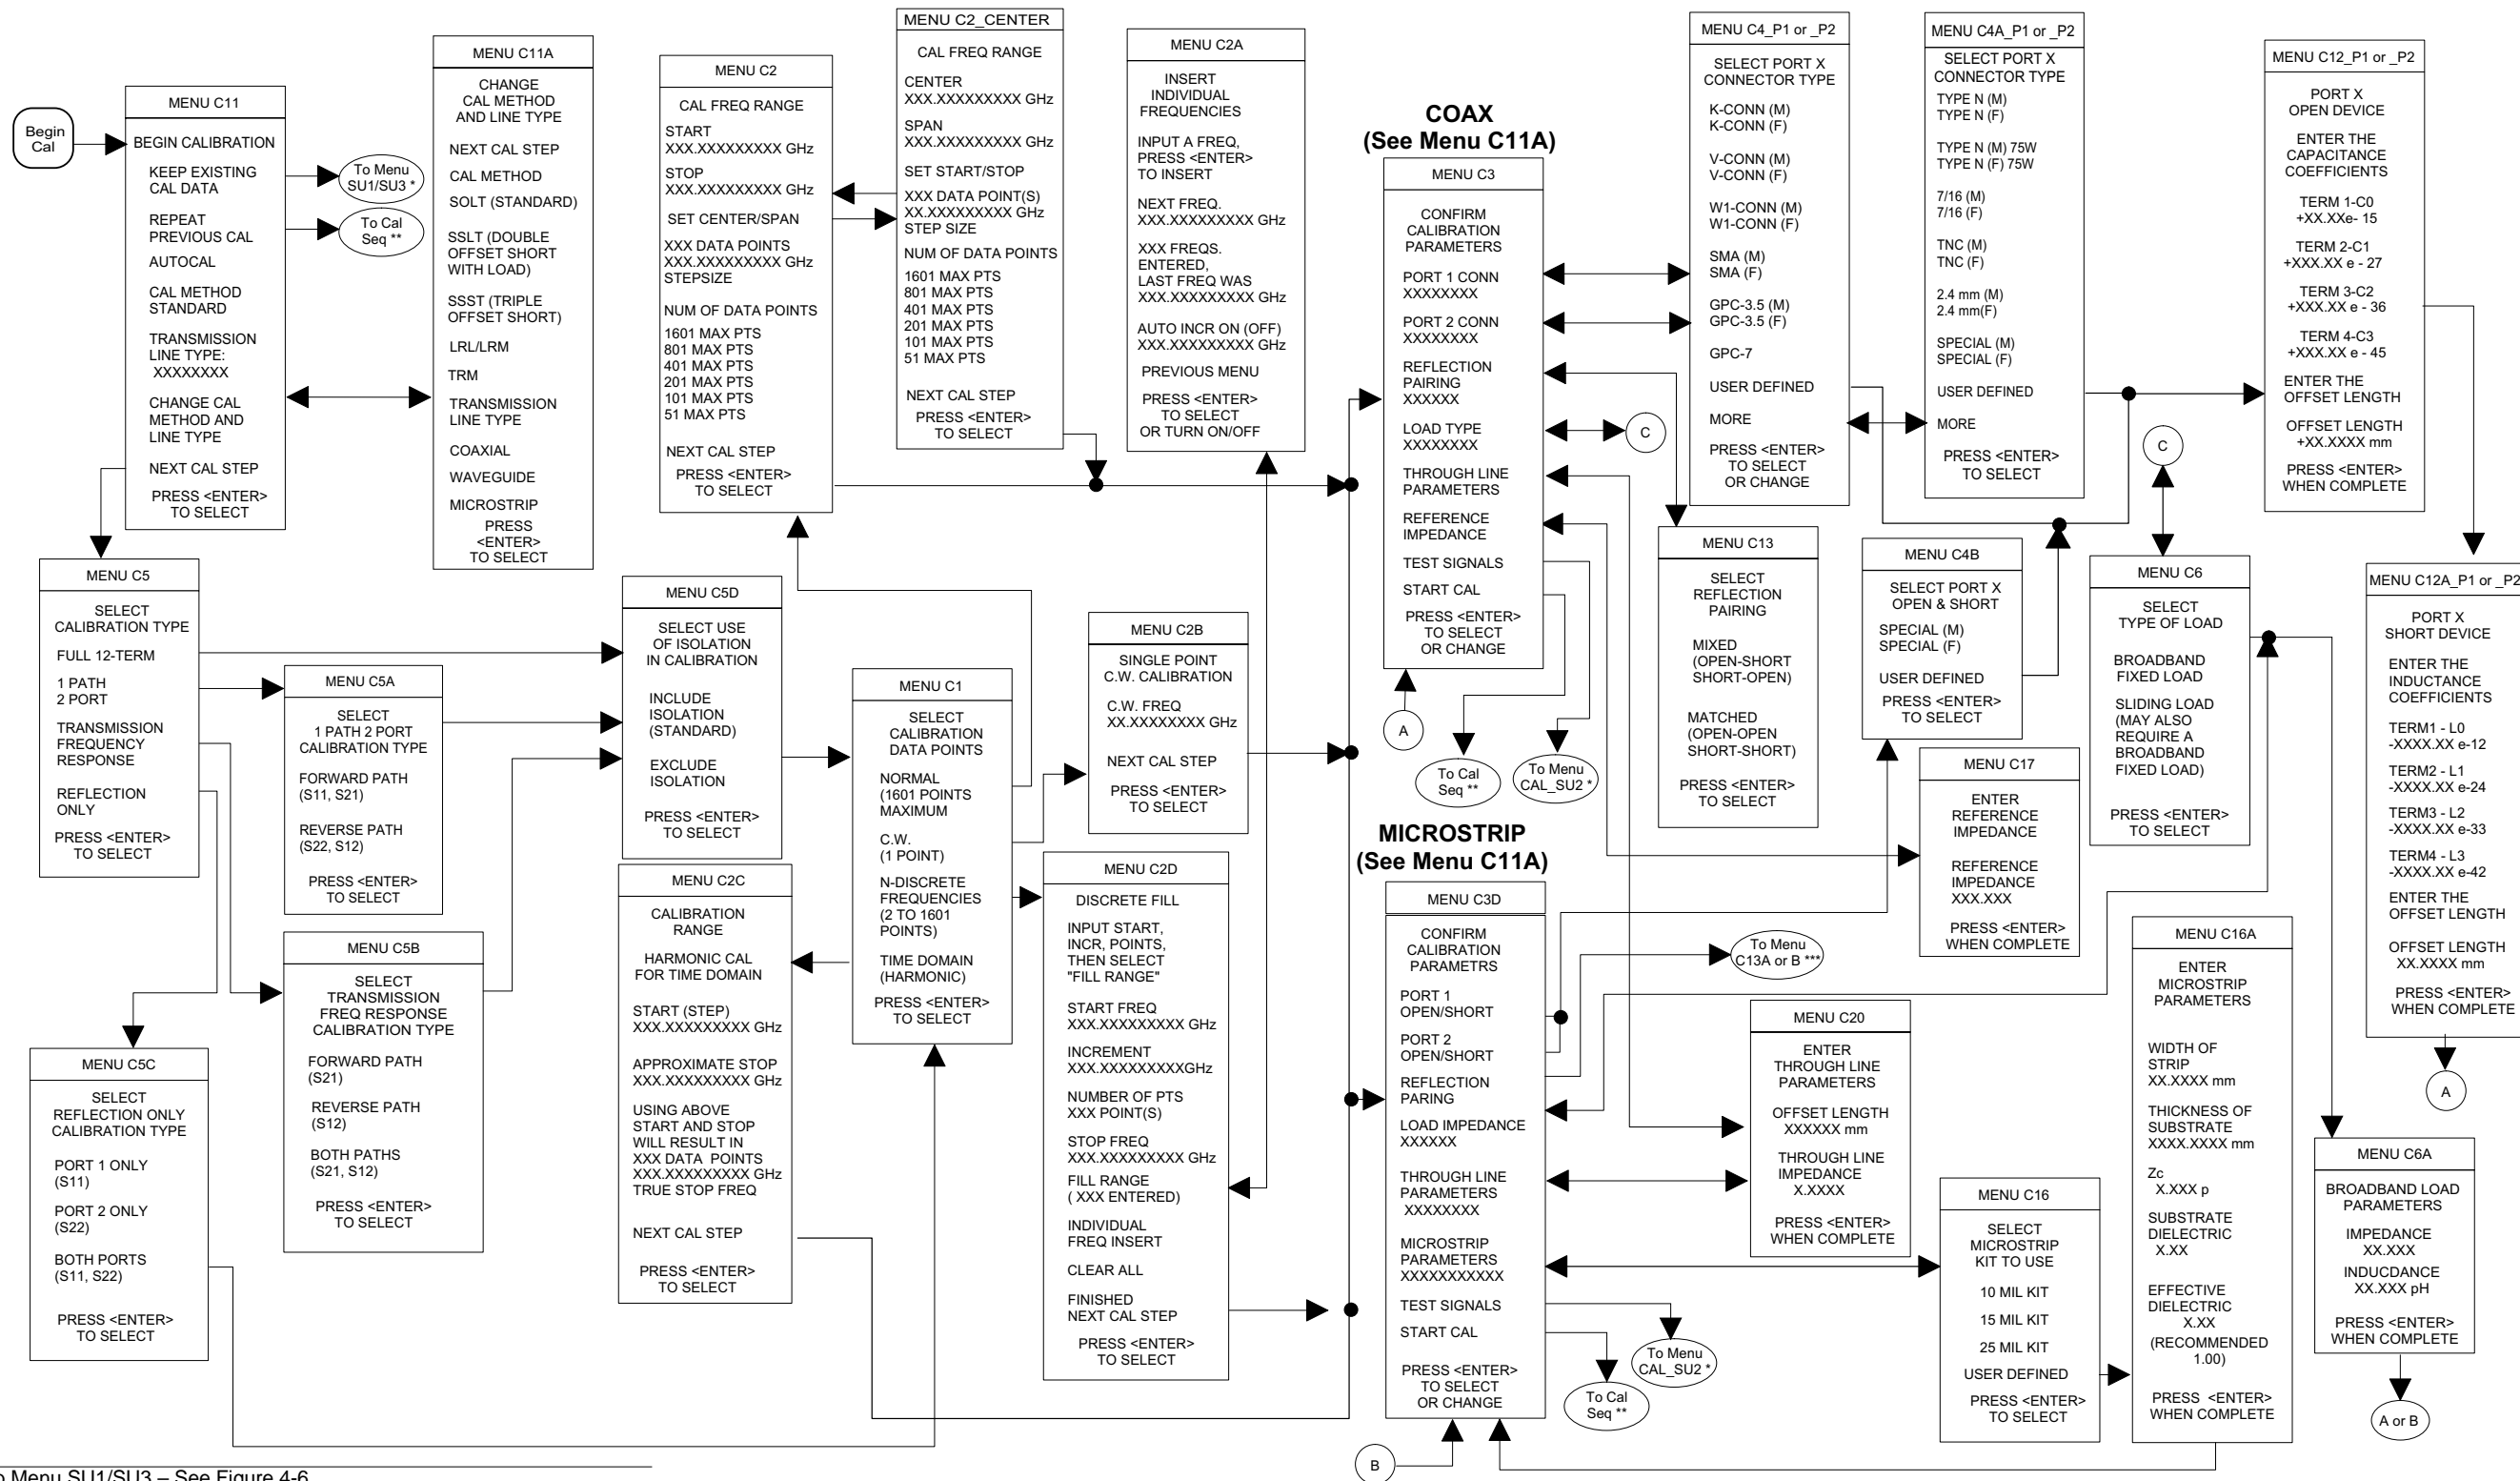 Begin
Cal
MENU C11
BEGIN CALIBRATION
KEEP EXISTING
CAL DATA
REPEAT
PREVIOUS CAL
AUTOCAL
CAL METHOD
STANDARD
TRANSMISSION
LINE TYPE:
XXXXXXXX
CHANGE CAL
METHOD AND
LINE TYPE
NEXT CAL STEP
PRESS <ENTER>
TO SELECT
To Menu
SU1/SU3 *
To Cal
Seq **
MENU C11A
CHANGE
CAL METHOD
AND LINE TYPE
NEXT CAL STEP
CAL METHOD
SOLT (STANDARD)
SSLT (DOUBLE
OFFSET SHORT
WITH LOAD)
SSST (TRIPLE
OFFSET SHORT)
LRL/LRM
TRM
TRANSMISSION
LINE TYPE
COAXIAL
WAVEGUIDE
MICROSTRIP
PRESS
<ENTER>
TO SELECT
MENU C2
CAL FREQ RANGE
START
XXX.XXXXXXXXX GHz
STOP
XXX.XXXXXXXXX GHz
SET CENTER/SPAN
XXX DATA POINTS
XXX.XXXXXXXXX GHz
STEPSIZE
NUM OF DATA POINTS
1601 MAX PTS
801 MAX PTS
401 MAX PTS
201 MAX PTS
101 MAX PTS
51 MAX PTS
NEXT CAL STEP
PRESS <ENTER>
TO SELECT
MENU C2_CENTER
CAL FREQ RANGE
CENTER
XXX.XXXXXXXXX GHz
SPAN
XXX.XXXXXXXXX GHz
SET START/STOP
XXX DATA POINT(S)
XX.XXXXXXXXX GHz
STEP SIZE
NUM OF DATA POINTS
1601 MAX PTS
801 MAX PTS
401 MAX PTS
201 MAX PTS
101 MAX PTS
51 MAX PTS
NEXT CAL STEP
PRESS <ENTER>
TO SELECT
MENU C2A
INSERT
INDIVIDUAL
FREQUENCIES
INPUT A FREQ,
PRESS <ENTER>
TO INSERT
NEXT FREQ.
XXX.XXXXXXXXX GHz
XXX FREQS.
ENTERED,
LAST FREQ WAS
XXX.XXXXXXXXX GHz
AUTO INCR ON (OFF)
XXX.XXXXXXXXX GHz
PREVIOUS MENU
PRESS <ENTER>
TO SELECT
OR TURN ON/OFF
COAX
(See Menu C11A)
MENU C3
CONFIRM
CALIBRATION
PARAMETERS
PORT 1 CONN
XXXXXXXX
PORT 2 CONN
XXXXXXXX
REFLECTION
PAIRING
XXXXXX
LOAD TYPE
XXXXXXXX
THROUGH LINE
PARAMETERS
REFERENCE
IMPEDANCE
TEST SIGNALS
START CAL
PRESS <ENTER>
TO SELECT
OR CHANGE
C
A
To Cal
Seq **
To Menu
CAL_SU2 *
MENU C4_P1 or _P2
SELECT PORT X
CONNECTOR TYPE
K-CONN (M)
K-CONN (F)
V-CONN (M)
V-CONN (F)
W1-CONN (M)
W1-CONN (F)
SMA (M)
SMA (F)
GPC-3.5 (M)
GPC-3.5 (F)
GPC-7
USER DEFINED
MORE
PRESS <ENTER>
TO SELECT
OR CHANGE
MENU C4A_P1 or _P2
SELECT PORT X
CONNECTOR TYPE
TYPE N (M)
TYPE N (F)
TYPE N (M) 75W
TYPE N (F) 75W
7/16 (M)
7/16 (F)
TNC (M)
TNC (F)
2.4 mm (M)
2.4 mm(F)
SPECIAL (M)
SPECIAL (F)
USER DEFINED
MORE
PRESS <ENTER>
TO SELECT
MENU C12_P1 or _P2
PORT X
OPEN DEVICE
ENTER THE
CAPACITANCE
COEFFICIENTS
TERM 1-C0
+XX.XXe- 15
TERM 2-C1
+XXX.XX e - 27
TERM 3-C2
+XXX.XX e - 36
TERM 4-C3
+XXX.XX e - 45
ENTER THE
OFFSET LENGTH
OFFSET LENGTH
+XX.XXXX mm
PRESS <ENTER>
WHEN COMPLETE
MENU C5
SELECT
CALIBRATION TYPE
FULL 12-TERM
1 PATH
2 PORT
TRANSMISSION
FREQUENCY
RESPONSE
REFLECTION
ONLY
PRESS <ENTER>
TO SELECT
MENU C5A
SELECT
1 PATH 2 PORT
CALIBRATION TYPE
FORWARD PATH
(S11, S21)
REVERSE PATH
(S22, S12)
PRESS <ENTER>
TO SELECT
MENU C5B
SELECT
TRANSMISSION
FREQ RESPONSE
CALIBRATION TYPE
FORWARD PATH
(S21)
REVERSE PATH
(S12)
BOTH PATHS
(S21, S12)
PRESS <ENTER>
TO SELECT
MENU C5C
SELECT
REFLECTION ONLY
CALIBRATION TYPE
PORT 1 ONLY
(S11)
PORT 2 ONLY
(S22)
BOTH PORTS
(S11, S22)
PRESS <ENTER>
TO SELECT
MENU C5D
SELECT USE
OF ISOLATION
IN CALIBRATION
INCLUDE
ISOLATION
(STANDARD)
EXCLUDE
ISOLATION
PRESS <ENTER>
TO SELECT
MENU C2C
CALIBRATION
RANGE
HARMONIC CAL
FOR TIME DOMAIN
START (STEP)
XXX.XXXXXXXXX GHz
APPROXIMATE STOP
XXX.XXXXXXXXX GHz
USING ABOVE
START AND STOP
WILL RESULT IN
XXX DATA  POINTS
XXX.XXXXXXXXX GHz
TRUE STOP FREQ
NEXT CAL STEP
PRESS <ENTER>
TO SELECT
MENU C1
SELECT
CALIBRATION
DATA POINTS
NORMAL
(1601 POINTS
MAXIMUM
C.W.
(1 POINT)
N-DISCRETE
FREQUENCIES
(2 TO 1601
POINTS)
TIME DOMAIN
(HARMONIC)
PRESS <ENTER>
TO SELECT
MENU C2B
SINGLE POINT
C.W. CALIBRATION
C.W. FREQ
XX.XXXXXXXX GHz
NEXT CAL STEP
PRESS <ENTER>
TO SELECT
MENU C2D
DISCRETE FILL
INPUT START,
INCR, POINTS,
THEN SELECT
"FILL RANGE"
START FREQ
XXX.XXXXXXXXX GHz
INCREMENT
XXX.XXXXXXXXXGHz
NUMBER OF PTS
XXX POINT(S)
STOP FREQ
XXX.XXXXXXXXX GHz
FILL RANGE
( XXX ENTERED)
INDIVIDUAL
FREQ INSERT
CLEAR ALL
FINISHED
NEXT CAL STEP
PRESS <ENTER>
TO SELECT
MICROSTRIP
(See Menu C11A)
MENU C3D
CONFIRM
CALIBRATION
PARAMETRS
PORT 1
OPEN/SHORT
PORT 2
OPEN/SHORT
REFLECTION
PARING
LOAD IMPEDANCE
XXXXXX
THROUGH LINE
PARAMETERS
XXXXXXXX
MICROSTRIP
PARAMETERS
XXXXXXXXXXX
TEST SIGNALS
START CAL
PRESS <ENTER>
TO SELECT
OR CHANGE
B
To Cal
Seq **
To Menu
CAL_SU2 *
MENU C13
SELECT
REFLECTION
PAIRING
MIXED
(OPEN-SHORT
SHORT-OPEN)
MATCHED
(OPEN-OPEN
SHORT-SHORT)
PRESS <ENTER>
TO SELECT
To Menu
C13A or B ***
MENU C4B
SELECT PORT X
OPEN & SHORT
SPECIAL (M)
SPECIAL (F)
USER DEFINED
PRESS <ENTER>
TO SELECT
MENU C17
ENTER
REFERENCE
IMPEDANCE
REFERENCE
IMPEDANCE
XXX.XXX
PRESS <ENTER>
WHEN COMPLETE
C
MENU C6
SELECT
TYPE OF LOAD
BROADBAND
FIXED LOAD
SLIDING LOAD
(MAY ALSO
REQUIRE A
BROADBAND
FIXED LOAD)
PRESS <ENTER>
TO SELECT
MENU C12A_P1 or _P2
PORT X
SHORT DEVICE
ENTER THE
INDUCTANCE
COEFFICIENTS
TERM1 - L0
-XXXX.XX e-12
TERM2 - L1
-XXXX.XX e-24
TERM3 - L2
-XXXX.XX e-33
TERM4 - L3
-XXXX.XX e-42
ENTER THE
OFFSET LENGTH
OFFSET LENGTH
XX.XXXX mm
PRESS <ENTER>
WHEN COMPLETE
A
MENU C20
ENTER
THROUGH LINE
PARAMETERS
OFFSET LENGTH
XXXXXX mm
THROUGH LINE
IMPEDANCE
X.XXXX
PRESS <ENTER>
WHEN COMPLETE
MENU C16
SELECT
MICROSTRIP
KIT TO USE
10 MIL KIT
15 MIL KIT
25 MIL KIT
USER DEFINED
PRESS <ENTER>
TO SELECT
MENU C16A
ENTER
MICROSTRIP
PARAMETERS
WIDTH OF
STRIP
XX.XXXX mm
THICKNESS OF
SUBSTRATE
XXXX.XXXX mm
Zc
X.XXX p
SUBSTRATE
DIELECTRIC
X.XX
EFFECTIVE
DIELECTRIC
X.XX
(RECOMMENDED
1.00)
PRESS  <ENTER>
WHEN COMPLETE
MENU C6A
BROADBAND LOAD
PARAMETERS
IMPEDANCE
XX.XXX
INDUCDANCE
XX.XXX pH
PRESS <ENTER>
WHEN COMPLETE
A or B
o Menu SU1/SU3 – See Figure 4-6